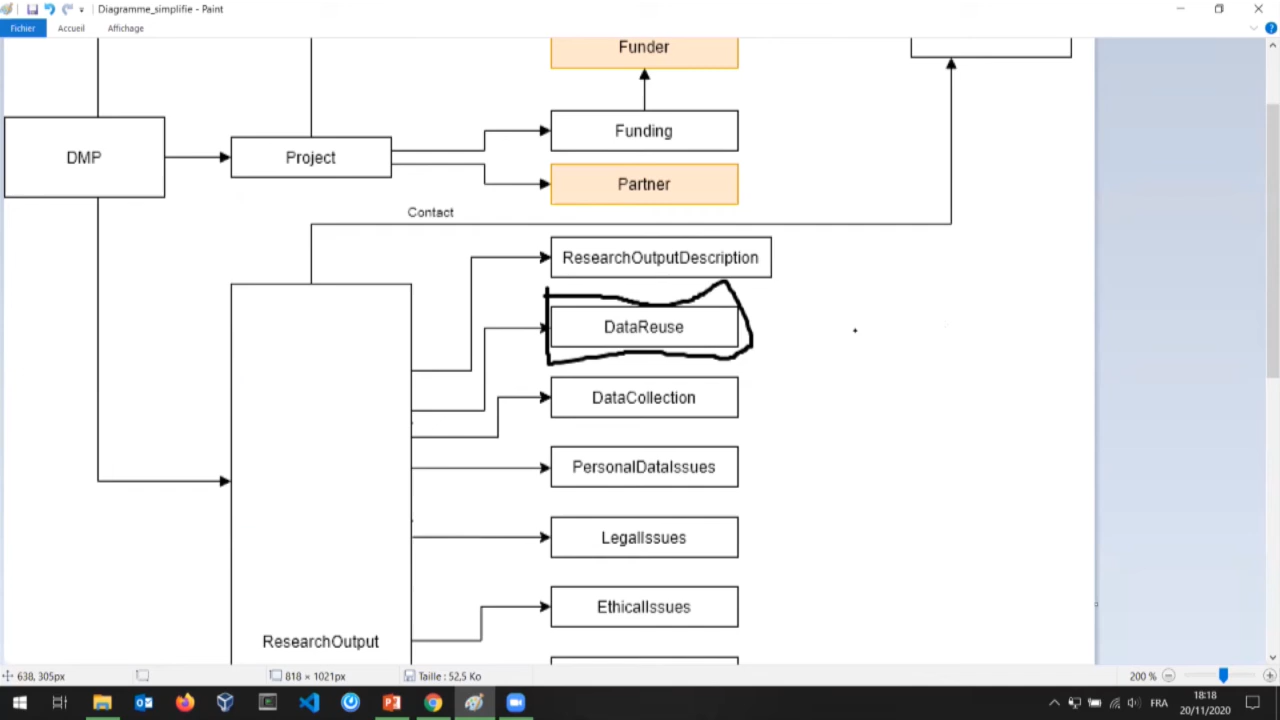 Diagramme_simplifie - Paint
Fichier Accueil Affichage
Funder
Funding
DMP
Project
Partner
Contact
ResearchOutputDescription
DataReuse
DataCollection
PersonalDataIssues
LegalIssues
EthicalIssues
ResearchOutput
638, 305px
818 × 1021px
Taille : 52,5 Ko
200 %
FRA
18:18
20/11/2020